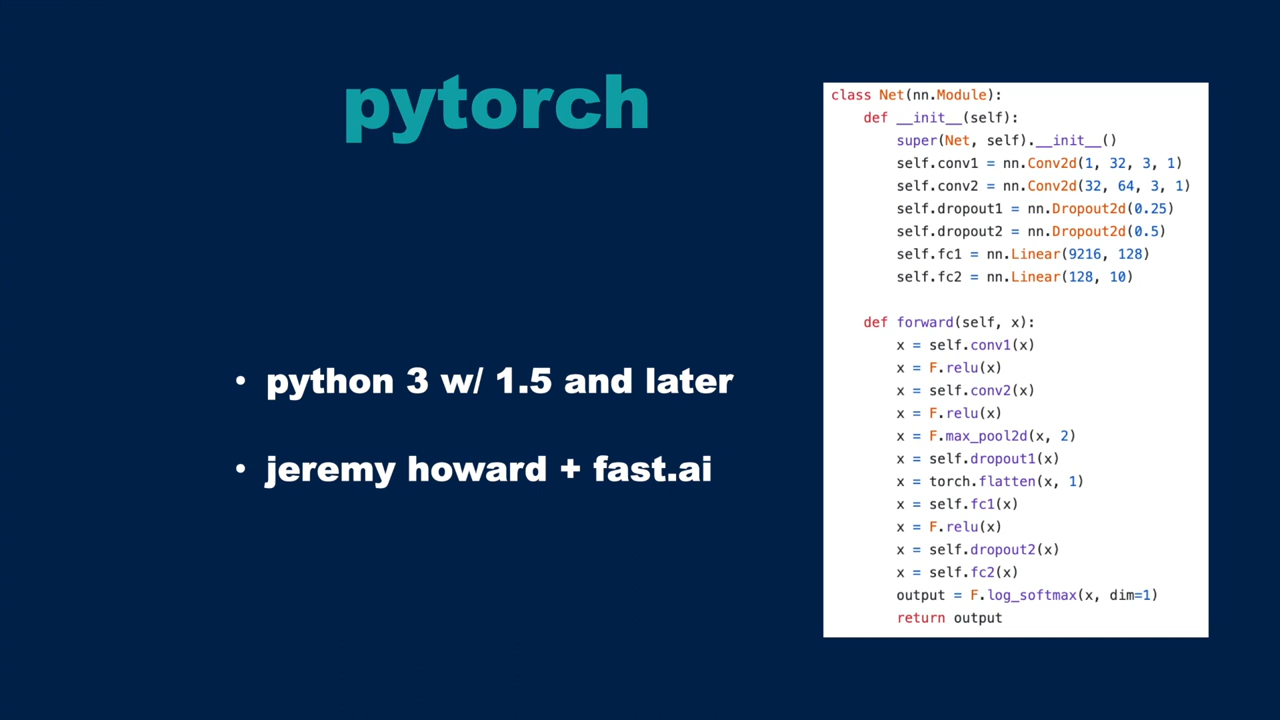 pytorch
• python 3 w/ 1.5 and later
• jeremy howard + fast.ai
class Net(nn.Module):
    def __init__(self):
        super(Net, self).__init__()
        self.conv1 = nn.Conv2d(1, 32, 3, 1)
        self.conv2 = nn.Conv2d(32, 64, 3, 1)
        self.dropout1 = nn.Dropout2d(0.25)
        self.dropout2 = nn.Dropout2d(0.5)
        self.fc1 = nn.Linear(9216, 128)
        self.fc2 = nn.Linear(128, 10)

    def forward(self, x):
        x = self.conv1(x)
        x = F.relu(x)
        x = self.conv2(x)
        x = F.relu(x)
        x = F.max_pool2d(x, 2)
        x = self.dropout1(x)
        x = torch.flatten(x, 1)
        x = self.fc1(x)
        x = F.relu(x)
        x = self.dropout2(x)
        x = self.fc2(x)
        output = F.log_softmax(x, dim=1)
        return output